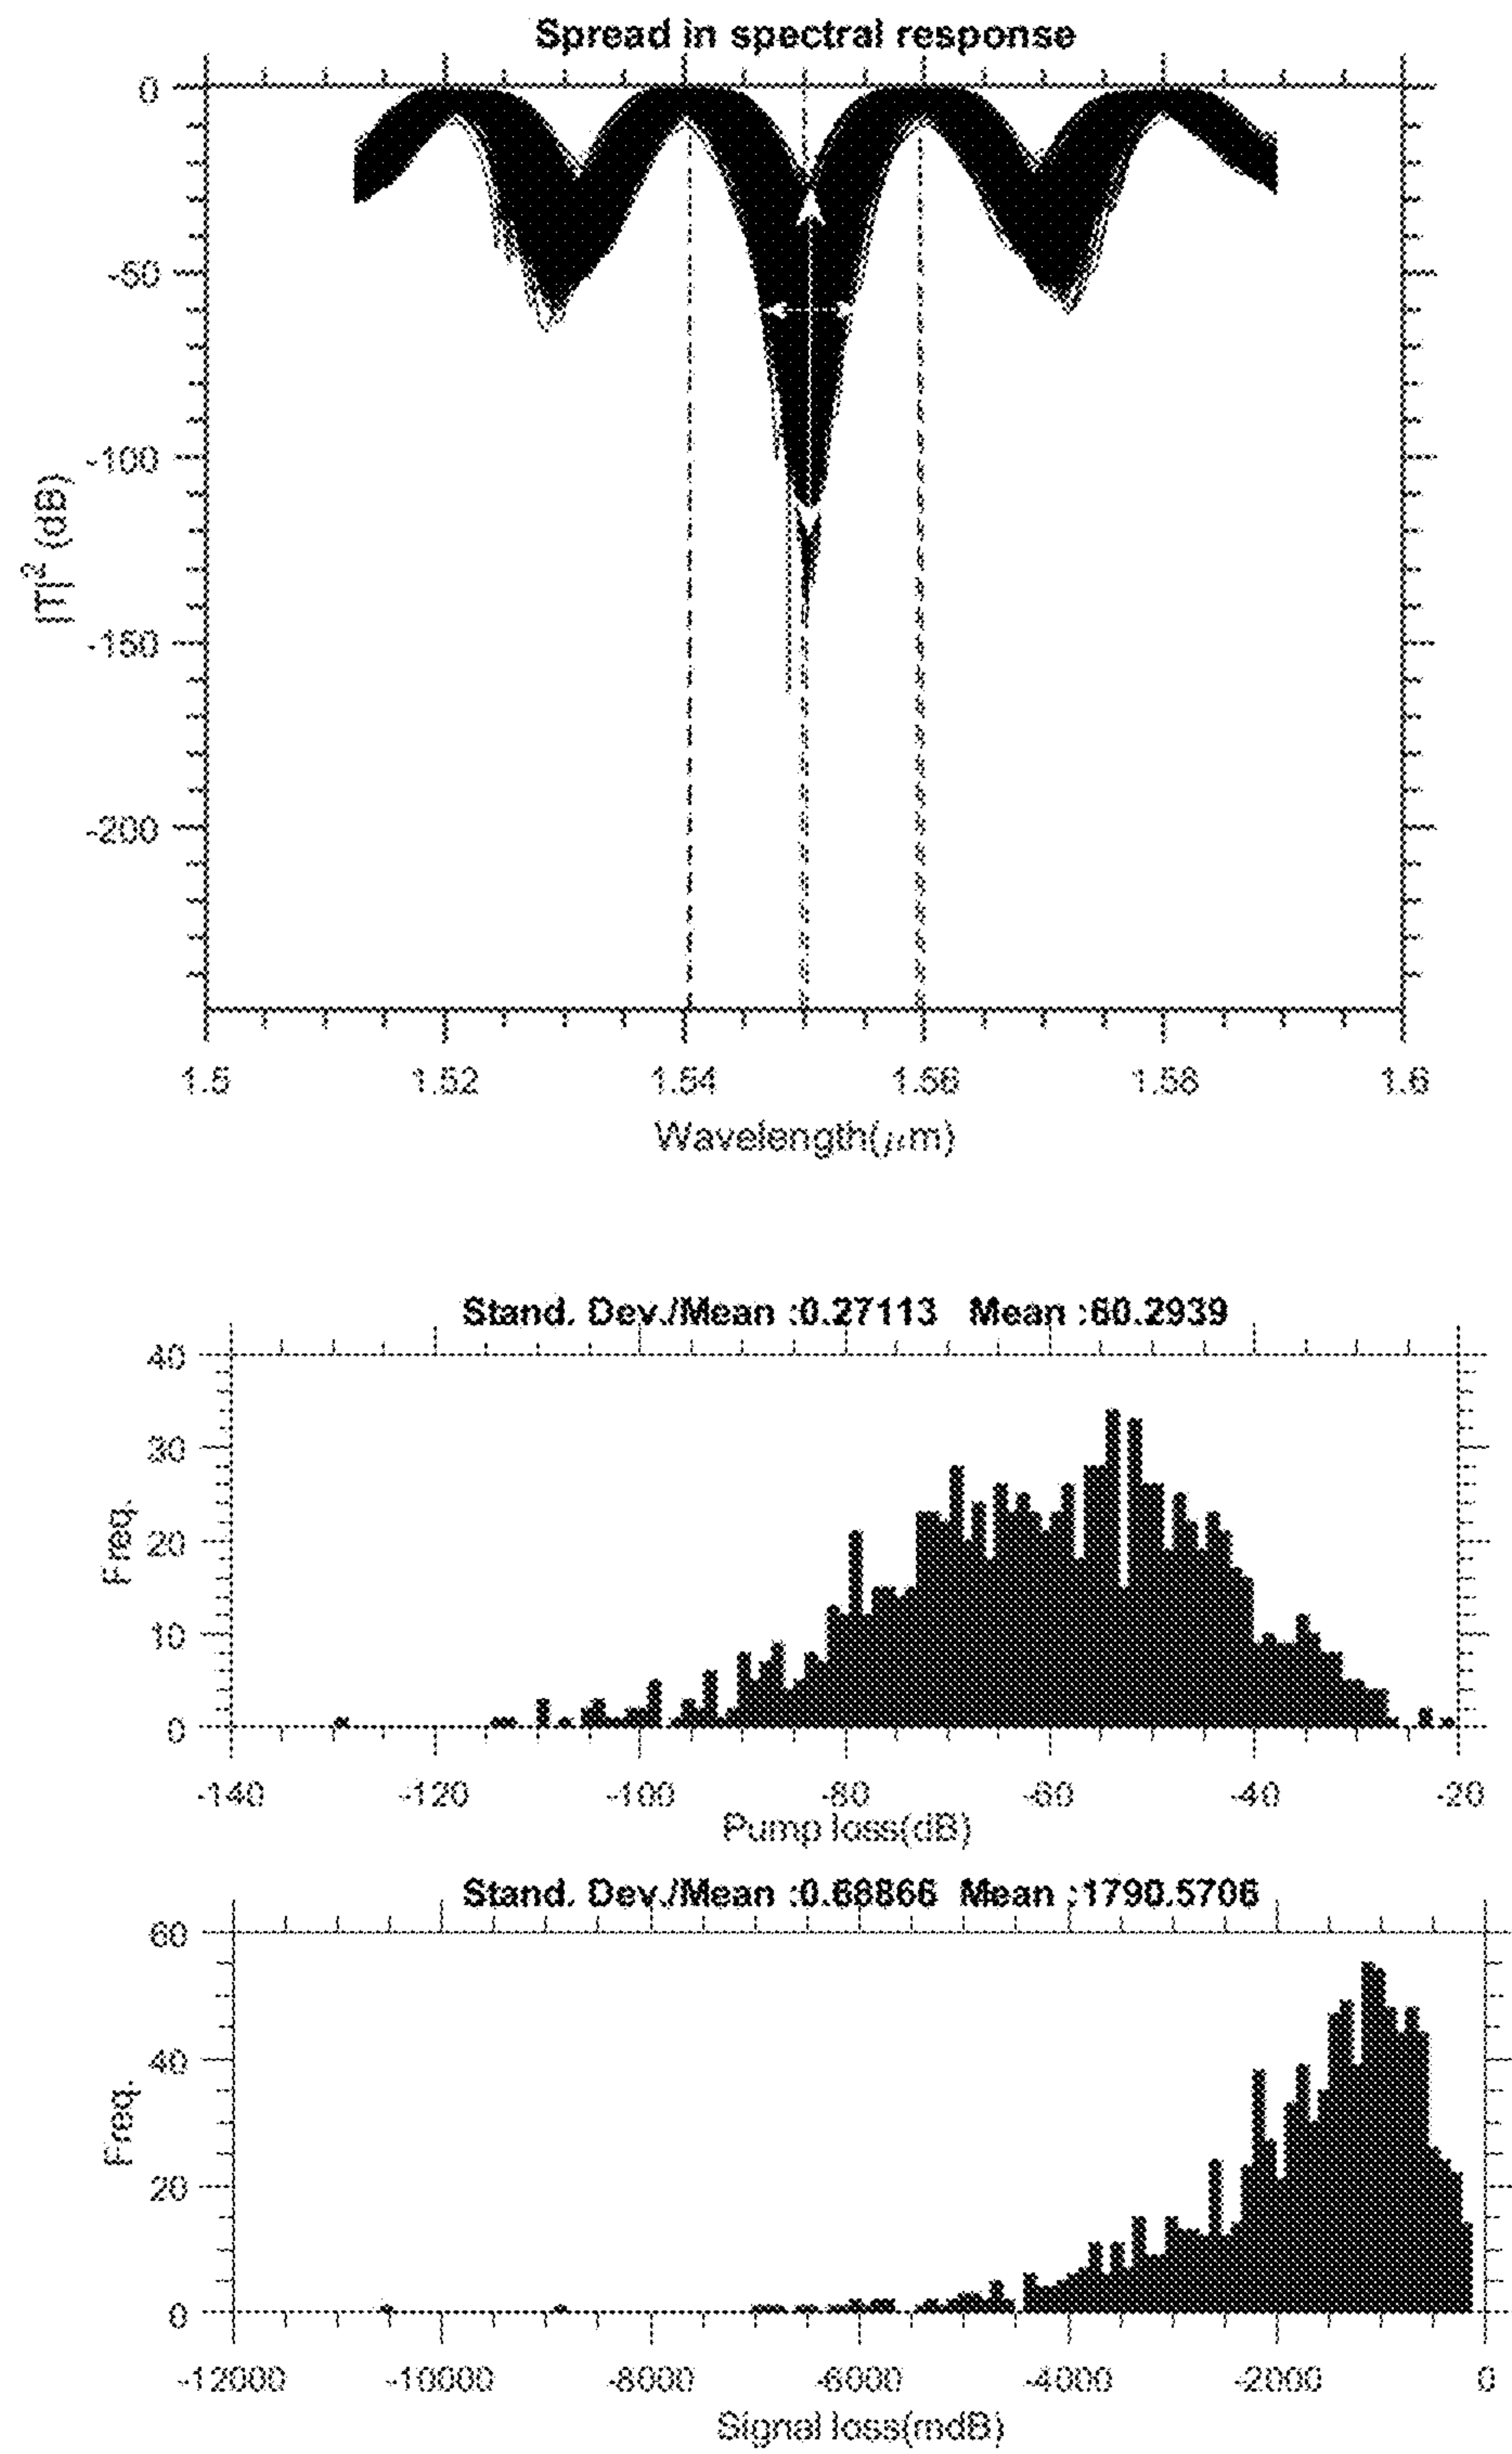 Spread in spectral response
0
-50
-100
-150
-200
|T|² (dB)
1.5 1.52 1.54 1.56 1.58 1.6
Wavelength(μm)
Stand. Dev./Mean :0.27113 Mean :60.2939
40
30
20
10
0
Freq.
-140 -120 -100 -80 -60 -40 -20
Pump loss(dB)
Stand. Dev./Mean :0.68866 Mean :1790.5706
60
40
20
0
Freq.
-12000 -10000 -8000 -6000 -4000 -2000 0
Signal loss(mdB)